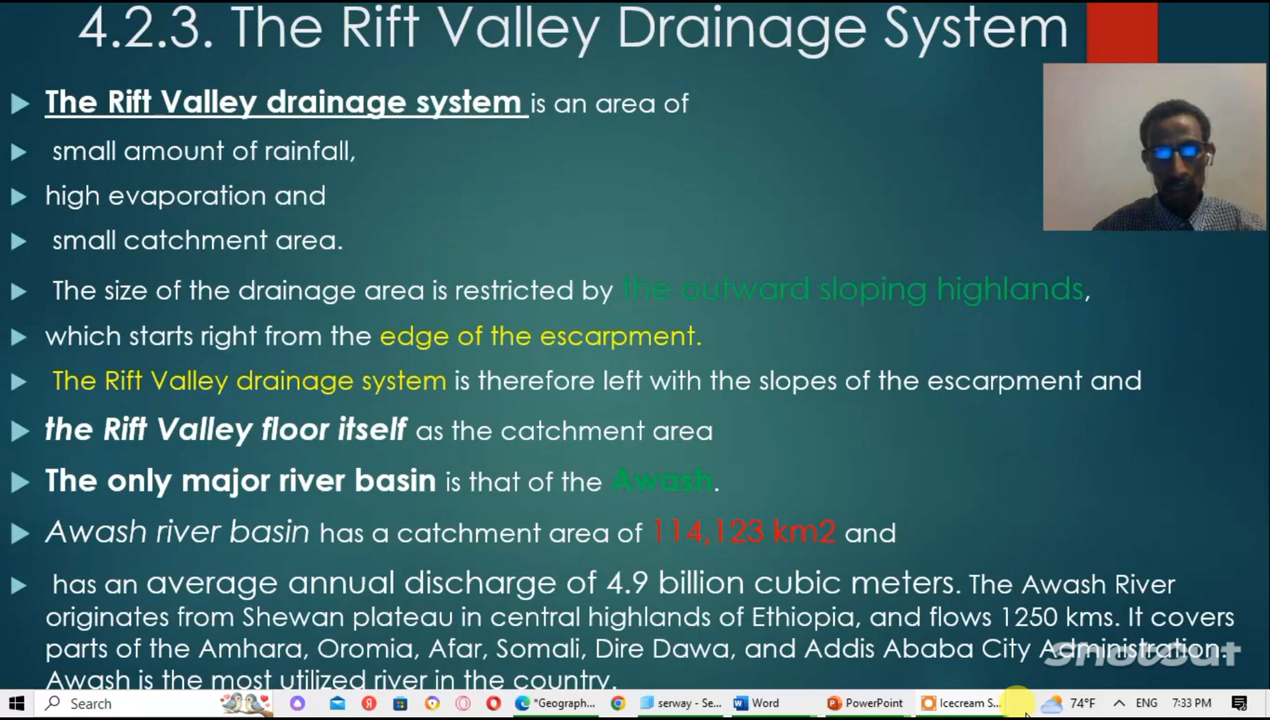 4.2.3. The Rift Valley Drainage System
The Rift Valley drainage system is an area of
small amount of rainfall,
high evaporation and
small catchment area.
The size of the drainage area is restricted by the outward sloping highlands,
which starts right from the edge of the escarpment.
The Rift Valley drainage system is therefore left with the slopes of the escarpment and
the Rift Valley floor itself as the catchment area
The only major river basin is that of the Awash.
Awash river basin has a catchment area of 114,123 km2 and
has an average annual discharge of 4.9 billion cubic meters. The Awash River
originates from Shewan plateau in central highlands of Ethiopia, and flows 1250 kms. It covers
parts of the Amhara, Oromia, Afar, Somali, Dire Dawa, and Addis Ababa City Administration.
Awash is the most utilized river in the country.
ShotCut
Search
*Geograph...
serway - Se...
Word
PowerPoint
Icecream S...
74°F
ENG
7:33 PM